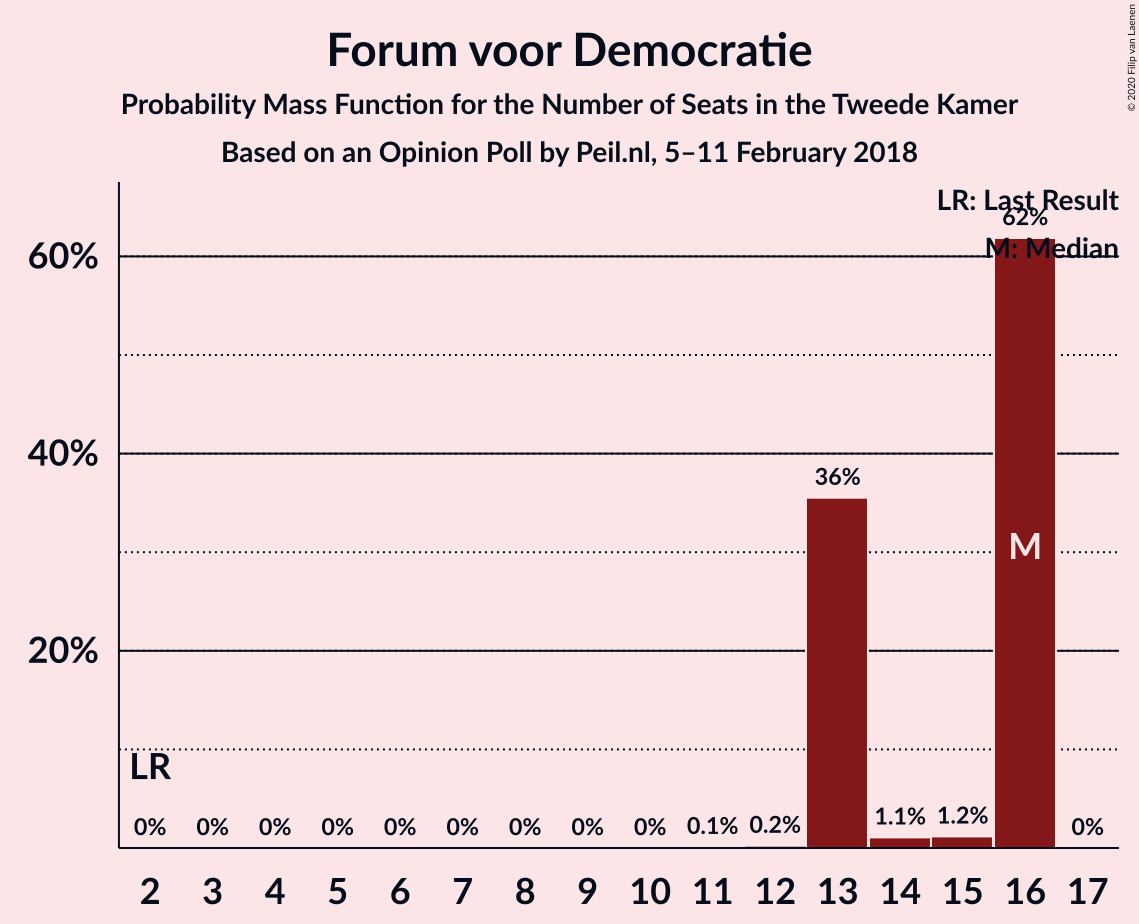 Forum voor Democratie
Probability Mass Function for the Number of Seats in the Tweede Kamer
Based on an Opinion Poll by Peil.nl, 5–11 February 2018
© 2020 Filip van Laenen
LR: Last Result
M: Median
60%
40%
20%
62%
36%
M
LR
0% 0% 0% 0% 0% 0% 0% 0% 0% 0.1% 0.2% 1.1% 1.2% 0%
2 3 4 5 6 7 8 9 10 11 12 13 14 15 16 17